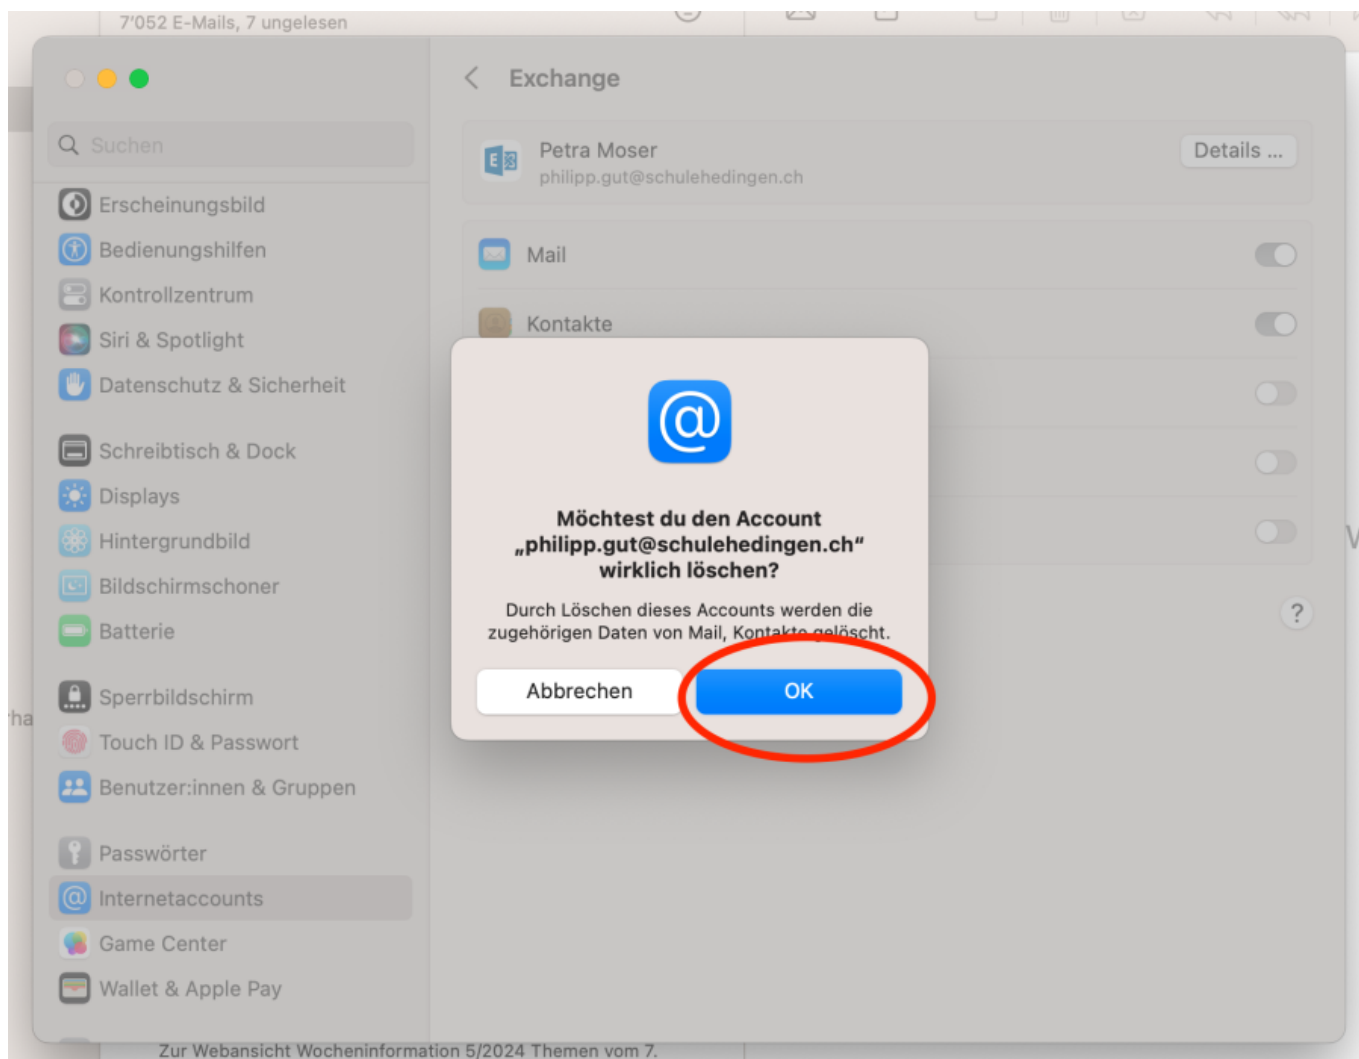 7'052 E-Mails, 7 ungelesen
Exchange
Suchen
Petra Moser
Details ...
philipp.gut@schulehedingen.ch
Erscheinungsbild
Bedienungshilfen
Mail
Kontrollzentrum
Kontakte
Siri & Spotlight
Datenschutz & Sicherheit
Schreibtisch & Dock
Displays
Hintergrundbild
Bildschirmschoner
Batterie
Möchtest du den Account
„philipp.gut@schulehedingen.ch“
wirklich löschen?
Durch Löschen dieses Accounts werden die
zugehörigen Daten von Mail, Kontakte gelöscht.
Abbrechen
OK
?
Sperrbildschirm
Touch ID & Passwort
Benutzer:innen & Gruppen
Passwörter
Internetaccounts
Game Center
Wallet & Apple Pay
Zur Webansicht Wocheninformation 5/2024 Themen vom 7.